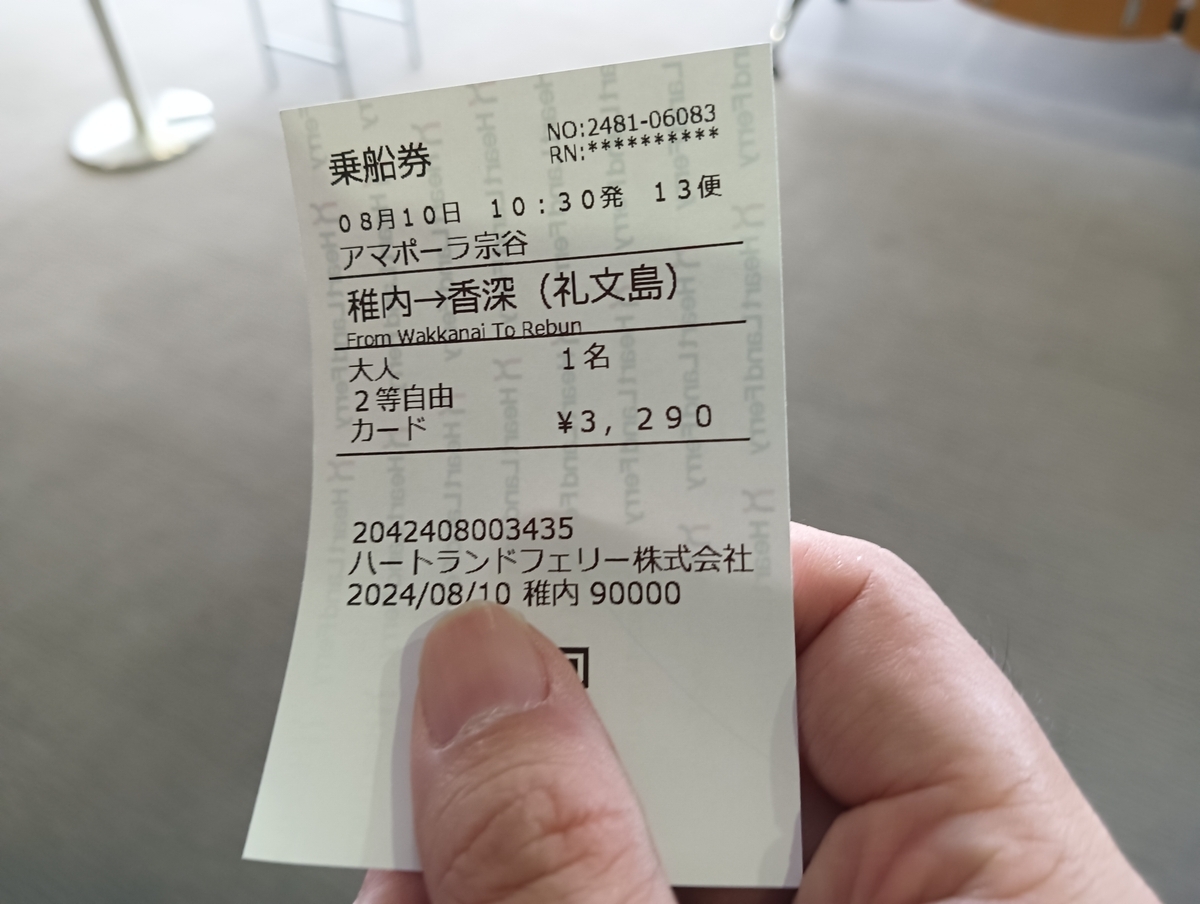 乗船券
NO:2481-06083
RN:**********
08月10日 10:30発 13便
アマポーラ宗谷
稚内→香深（礼文島）
From Wakkanai To Rebun
大人 1名
2等自由
カード ¥3,290
2042408003435
ハートランドフェリー株式会社
2024/08/10 稚内 90000